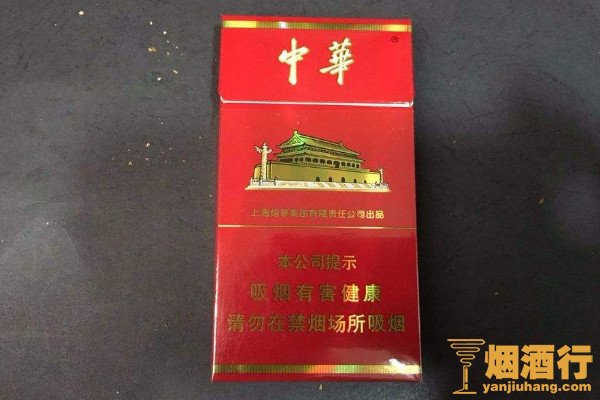 中華
®
上海烟草集团有限责任公司出品
本公司提示
吸烟有害健康
请勿在禁烟场所吸烟
烟酒行
yanjiuhang.com